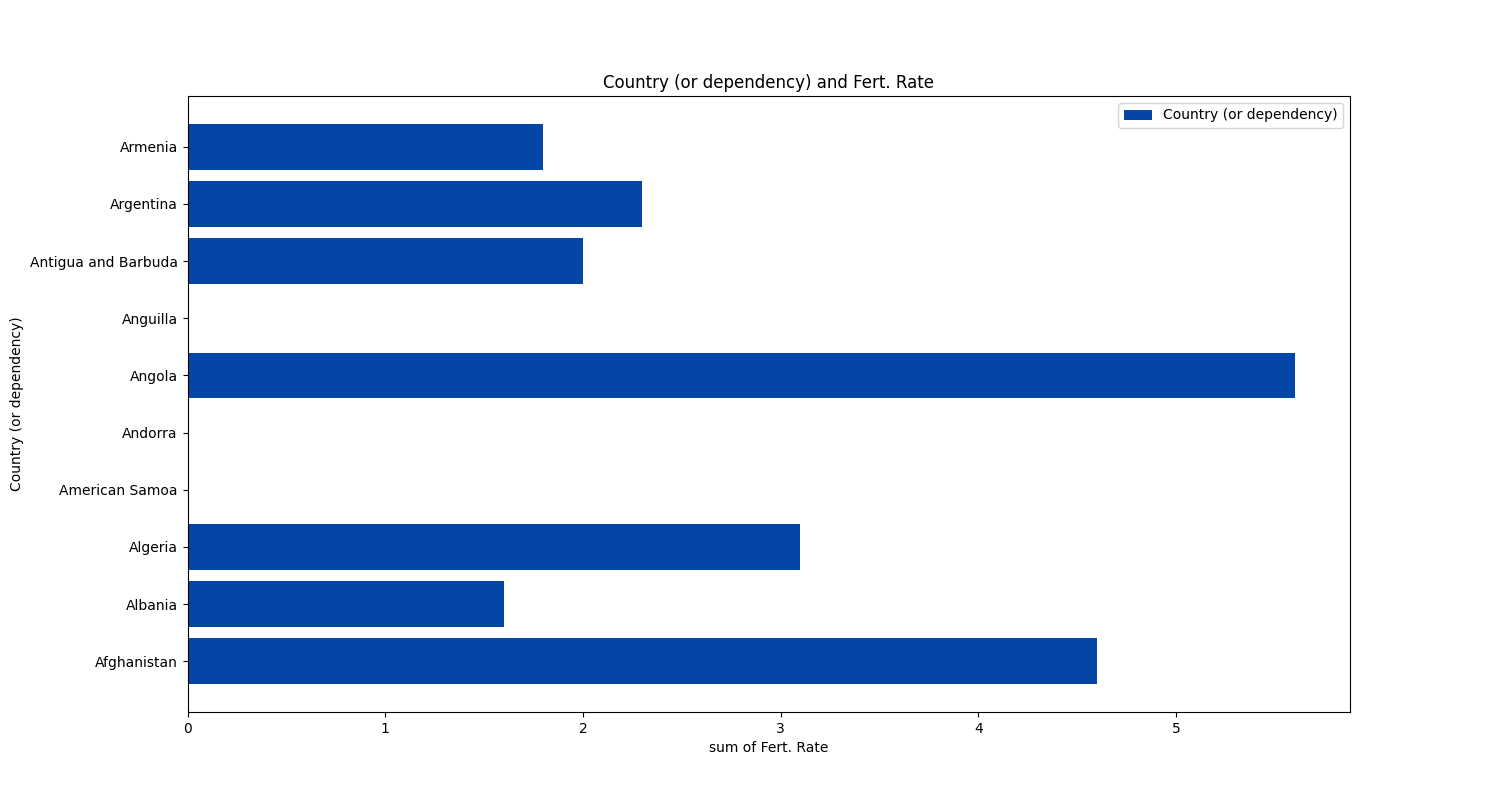 Country (or dependency) and Fert. Rate
Country (or dependency)
Armenia
Argentina
Antigua and Barbuda
Anguilla
Angola
Andorra
American Samoa
Algeria
Albania
Afghanistan
Country (or dependency)
0 1 2 3 4 5
sum of Fert. Rate